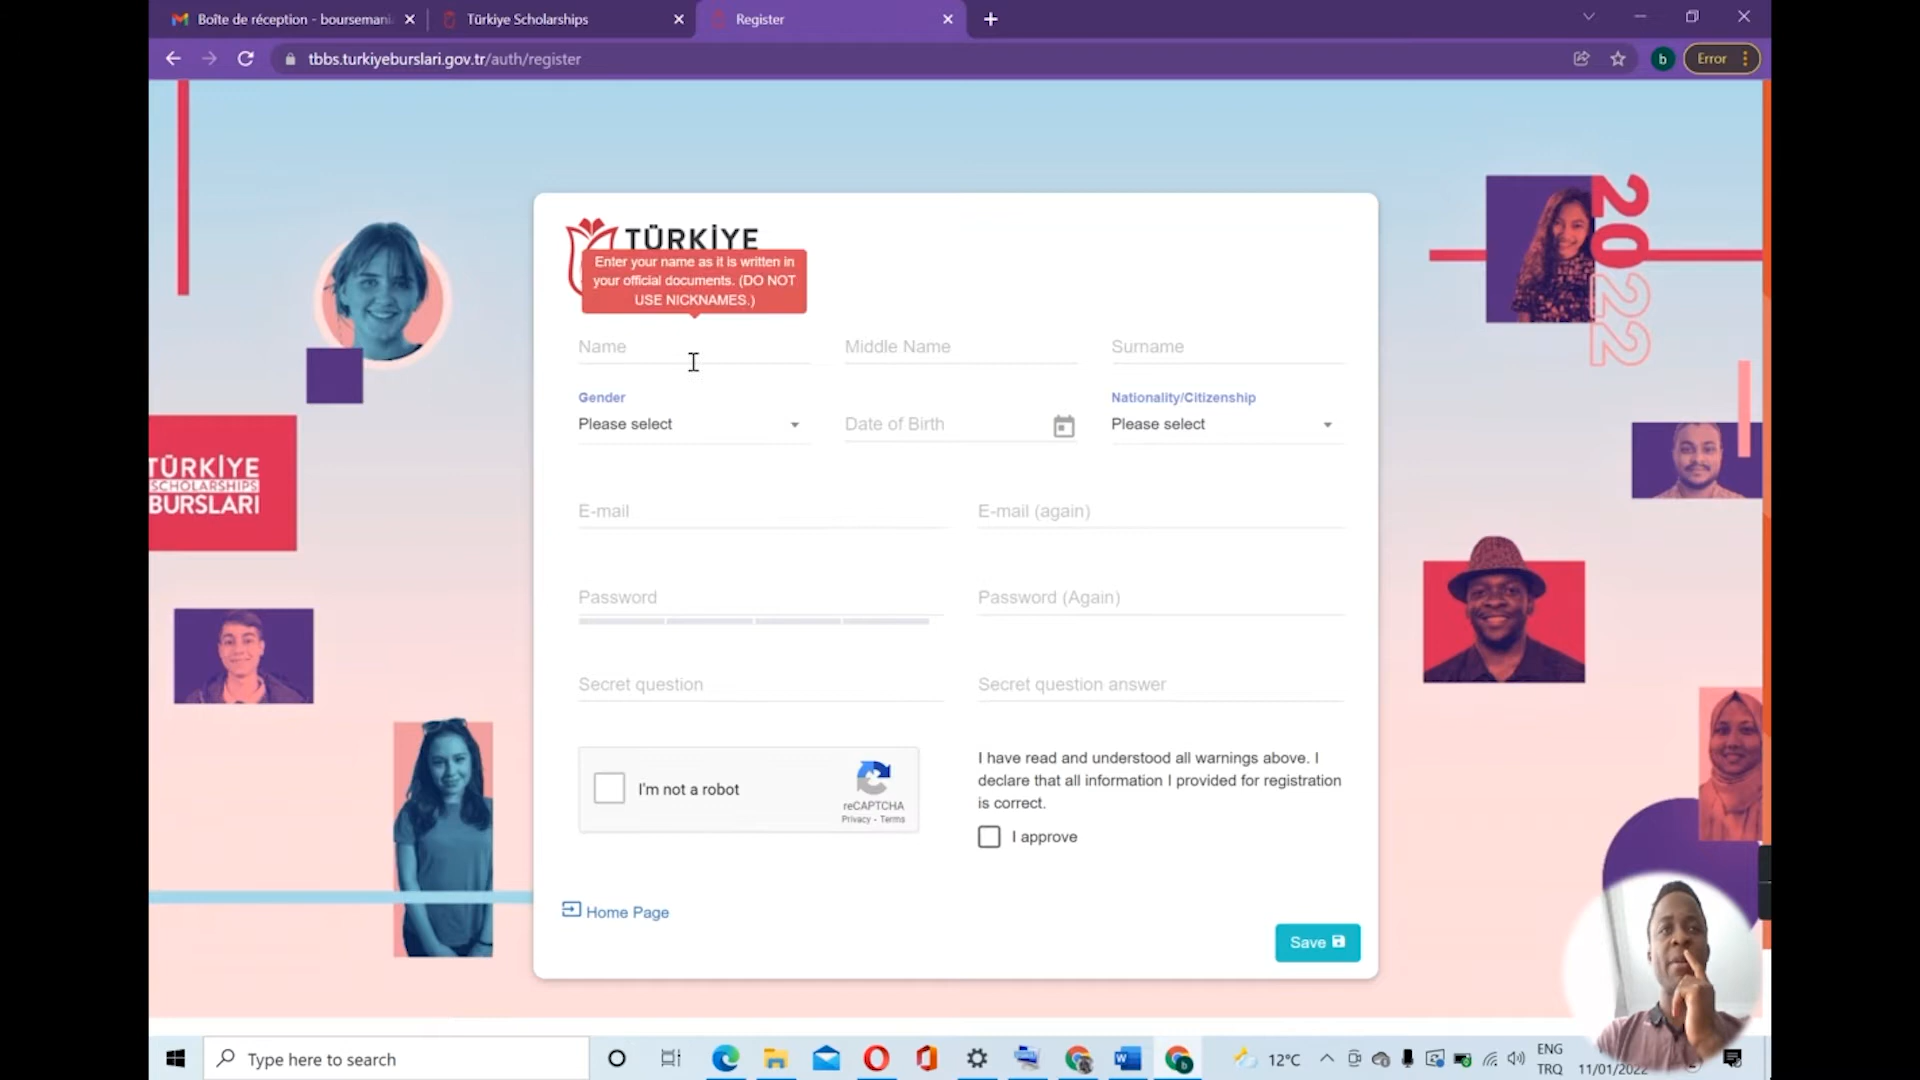 Boîte de réception - boursemani
Türkiye Scholarships
Register
tbbs.turkiyeburslari.gov.tr/auth/register
b
Error
2022
TÜRKİYE
Enter your name as it is written in
your official documents. (DO NOT
USE NICKNAMES.)
Name
Middle Name
Surname
Gender
Nationality/Citizenship
Please select
Date of Birth
Please select
TÜRKİYE
SCHOLARSHIPS
BURSLARI
E-mail
E-mail (again)
Password
Password (Again)
Secret question
Secret question answer
I'm not a robot
reCAPTCHA
Privacy - Terms
I have read and understood all warnings above. I
declare that all information I provided for registration
is correct.
I approve
Home Page
Save
Type here to search
12°C
ENG
TRQ
11/01/2022